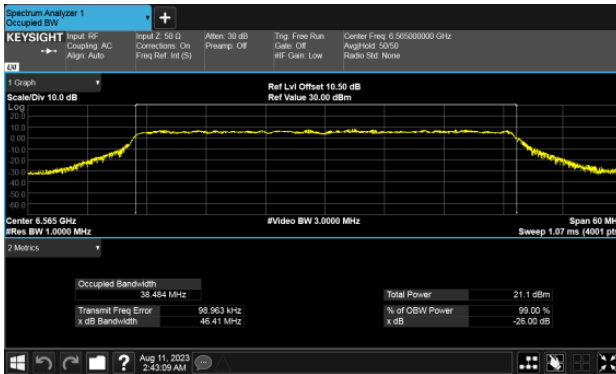 Spectrum Analyzer 1
Occupied BW
+
KEYSIGHT Input: RF Input Z: 50 Ω Atten: 30 dB Trig: Free Run Center Freq: 6.565000000 GHz
Coupling: AC Corrections: On Preamp: Off Gate: Off Avg|Hold: 50/50
Align: Auto Freq Ref: Int (S) #IF Gain: Low Radio Std: None
LXI
1 Graph
Ref Lvl Offset 10.50 dB
Scale/Div 10.0 dB Ref Value 30.00 dBm
Log
20.0
10.0
0.00
-10.0
-20.0
-30.0
-40.0
-50.0
-60.0
Center 6.565 GHz #Video BW 3.0000 MHz Span 60 MH
#Res BW 1.0000 MHz Sweep 1.07 ms (4001 pts
2 Metrics
Occupied Bandwidth
38.484 MHz Total Power 21.1 dBm
Transmit Freq Error 98.963 kHz % of OBW Power 99.00 %
x dB Bandwidth 46.41 MHz x dB -26.00 dB
? Aug 11, 2023
2:43:09 AM